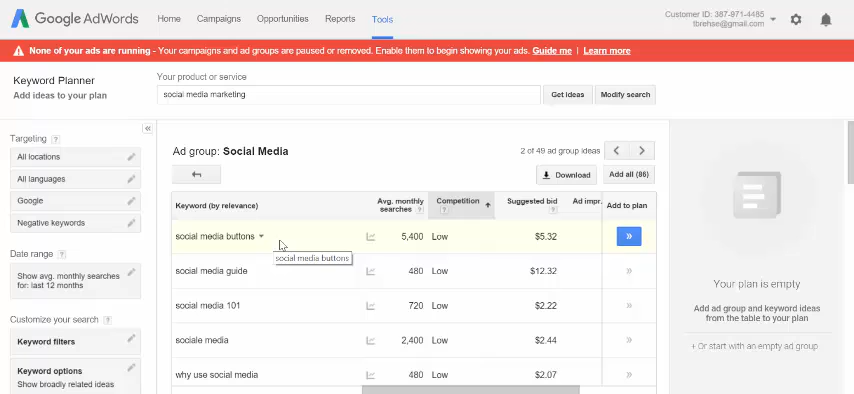 Google AdWords Home Campaigns Opportunities Reports Tools
Customer ID: 387-971-4485
tbrehse@gmail.com
None of your ads are running - Your campaigns and ad groups are paused or removed. Enable them to begin showing your ads. Guide me | Learn more
Keyword Planner
Add ideas to your plan
Your product or service
social media marketing
Get ideas
Modify search
Targeting ?
All locations
All languages
Google
Negative keywords
Date range ?
Show avg. monthly searches
for: last 12 months
Customize your search ?
Keyword filters
Keyword options
Show broadly related ideas
«
Ad group: Social Media
2 of 49 ad group ideas
Download
Add all (86)
Keyword (by relevance) Avg. monthly searches ? Competition ? Suggested bid ? Ad impr. Add to plan
social media buttons 5,400 Low $5.32 »
social media buttons
social media guide 480 Low $12.32 »
social media 101 720 Low $2.22 »
sociale media 2,400 Low $2.44 »
why use social media 480 Low $2.07 »
Your plan is empty
Add ad group and keyword ideas
from the table to your plan
+ Or start with an empty ad group